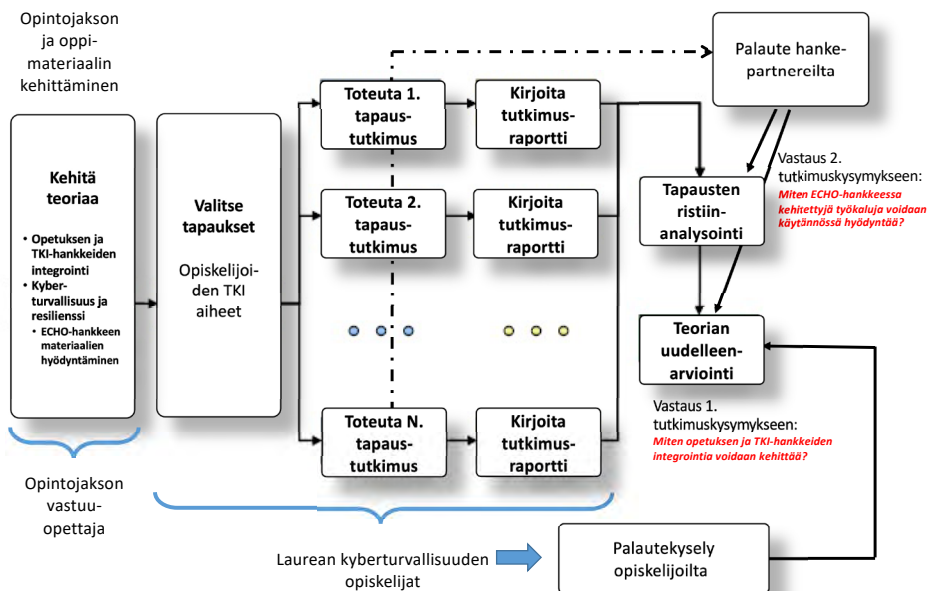 Opintojakson
ja oppi-
materiaalin
kehittäminen
Kehitä
teoriaa
• Opetuksen ja
TKI-hankkeiden
integrointi
• Kyber-
turvallisuus ja
resilienssi
• ECHO-hankkeen
materiaalien
hyödyntäminen
Opintojakson
vastuu-
opettaja
Valitse
tapaukset
Opiskelijoi-
den TKI
aiheet
Toteuta 1.
tapaus-
tutkimus
Kirjoita
tutkimus-
raportti
Toteuta 2.
tapaus-
tutkimus
Kirjoita
tutkimus-
raportti
Toteuta N.
tapaus-
tutkimus
Kirjoita
tutkimus-
raportti
Laurean kyberturvallisuuden
opiskelijat
Palaute hanke-
partnereilta
Tapausten
ristiin-
analysointi
Vastaus 2.
tutkimuskysymykseen:
Miten ECHO-hankkeessa
kehitettyjä työkaluja voidaan
käytännössä hyödyntää?
Teorian
uudelleen-
arviointi
Vastaus 1.
tutkimuskysymykseen:
Miten opetuksen ja TKI-hankkeiden
integrointia voidaan kehittää?
Palautekysely
opiskelijoilta